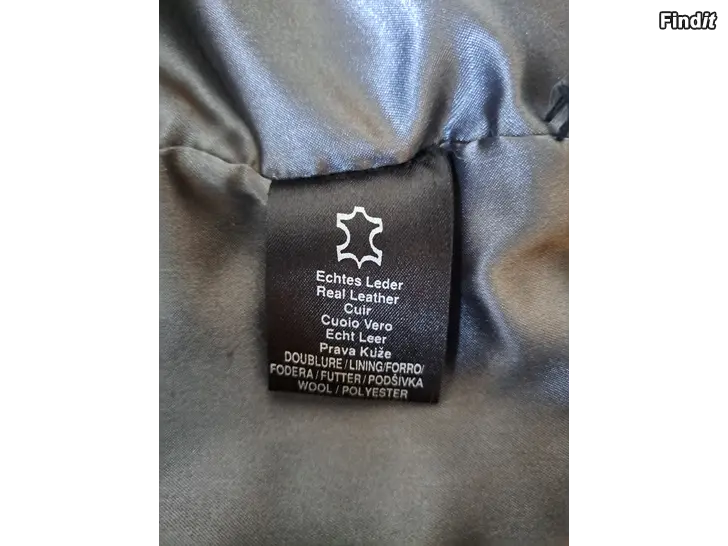 Findit
Echtes Leder
Real Leather
Cuir
Cuoio Vero
Echt Leer
Prava Kuže
DOUBLURE/LINING/FORRO/
FODERA/FUTTER/PODŠIVKA
WOOL/POLYESTER